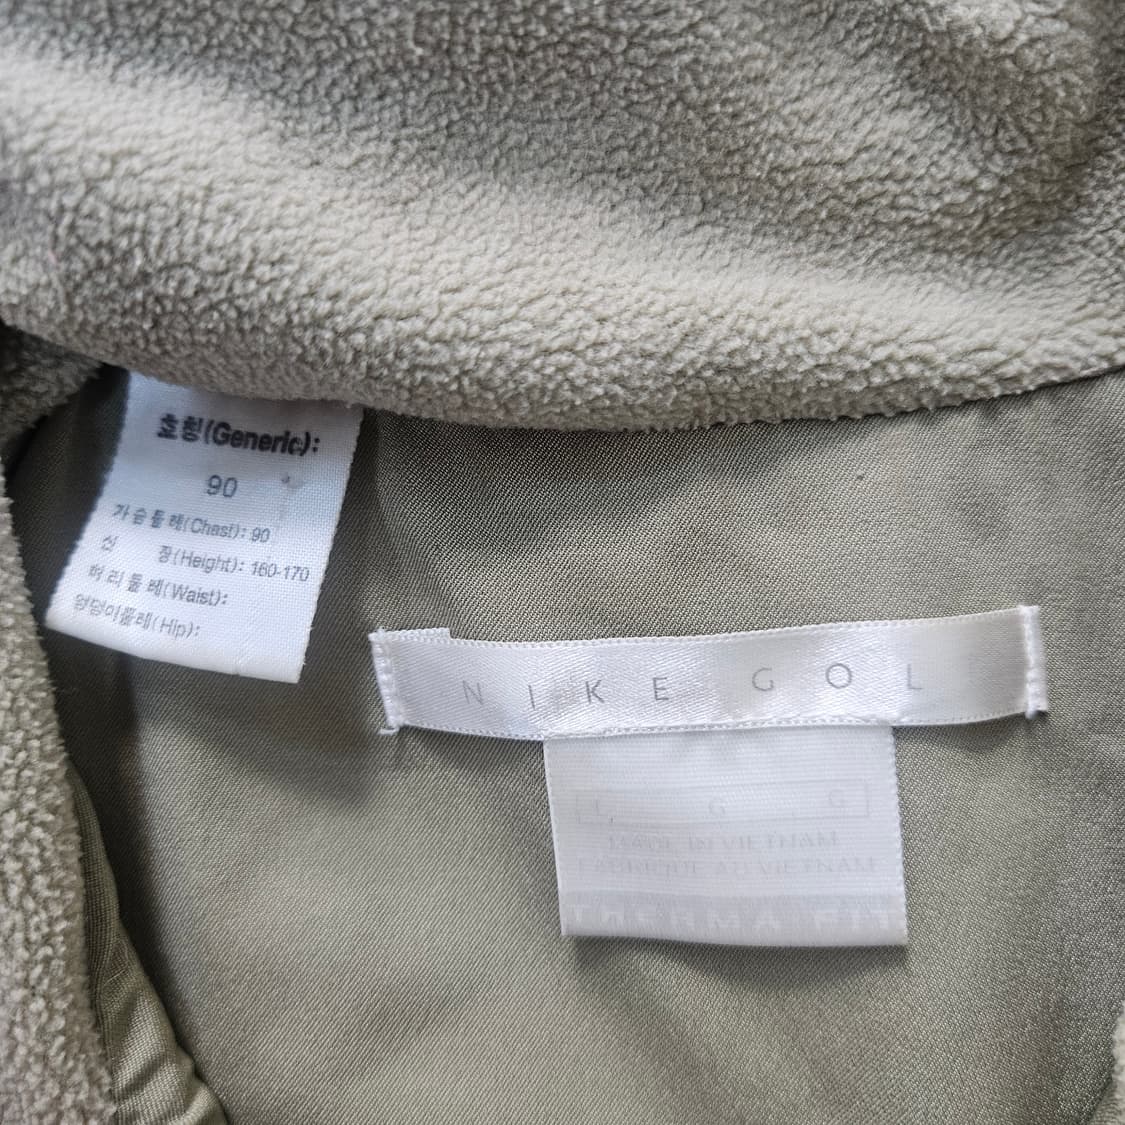 호칭(Generic):
90
가슴둘레(Chest): 90
신 장(Height): 160-170
허리둘레(Waist):
엉덩이둘레(Hip):
NIKE GOL
L G G
MADE IN VIETNAM
FABRIQUE AU VIETNAM
THERMA FIT